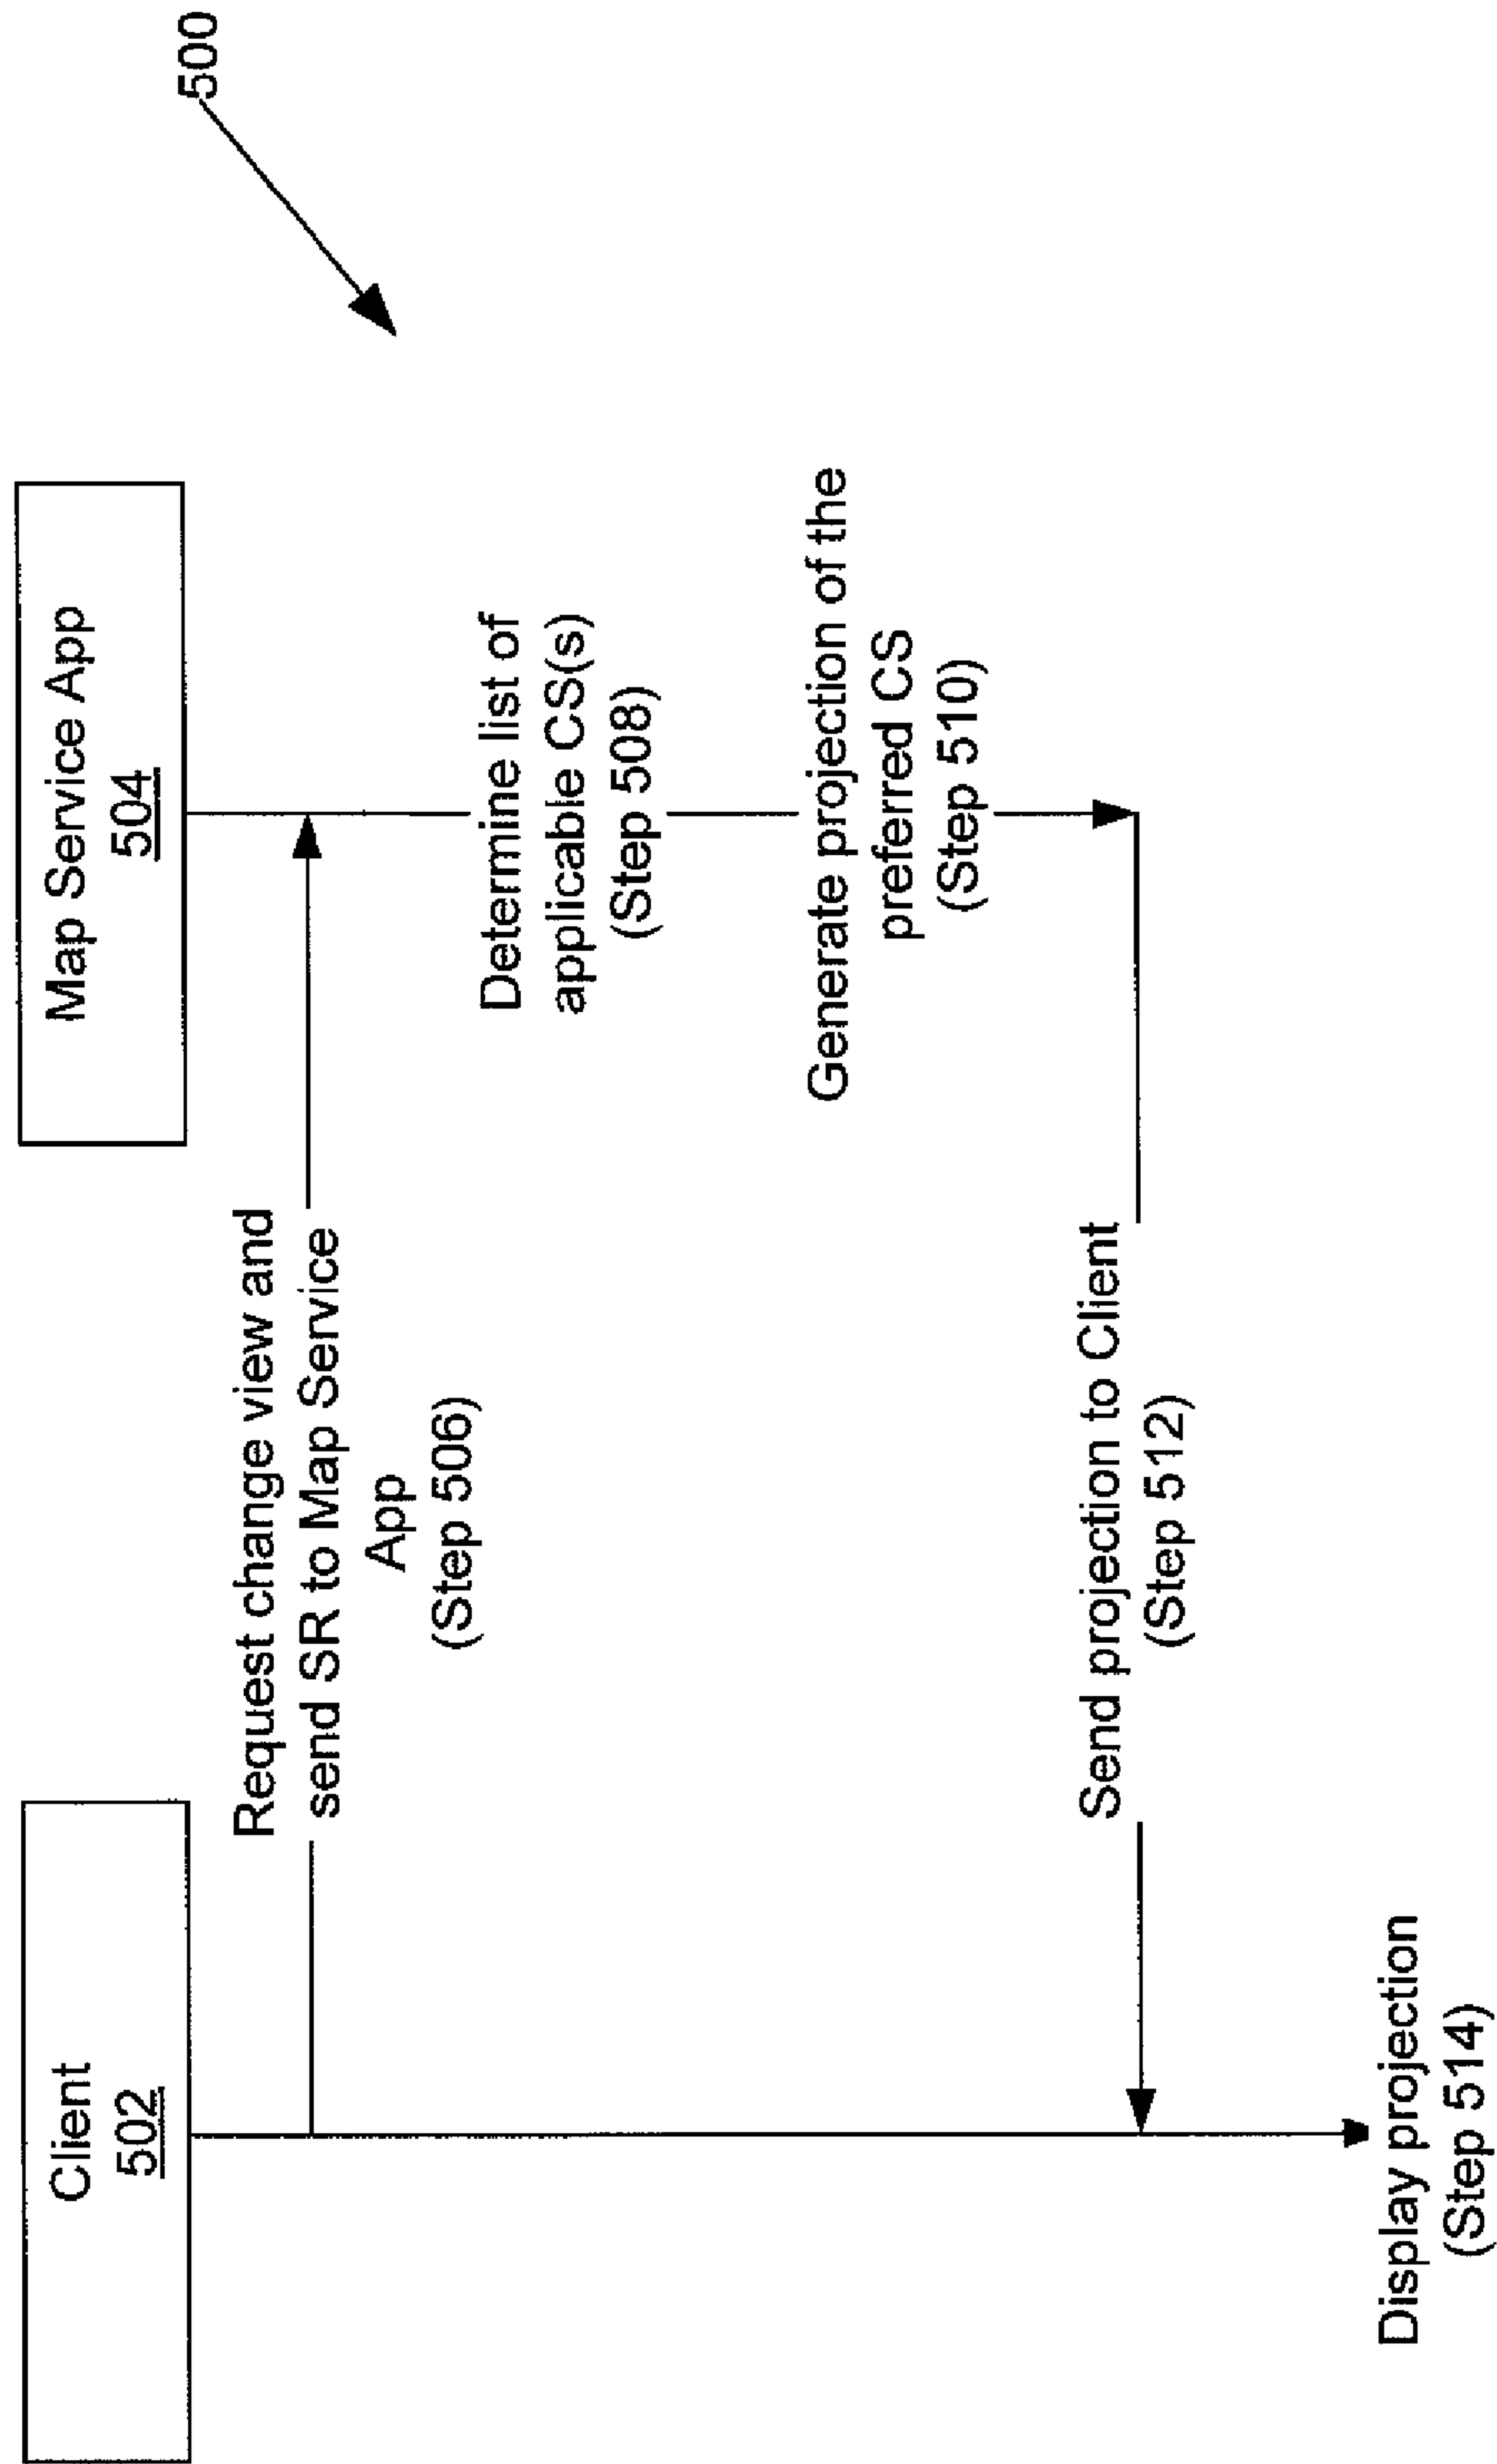 500
Client
502
Map Service App
504
Request change view and
send SR to Map Service
App
(Step 506)
Determine list of
applicable CS(s)
(Step 508)
Generate projection of the
preferred CS
(Step 510)
Send projection to Client
(Step 512)
Display projection
(Step 514)